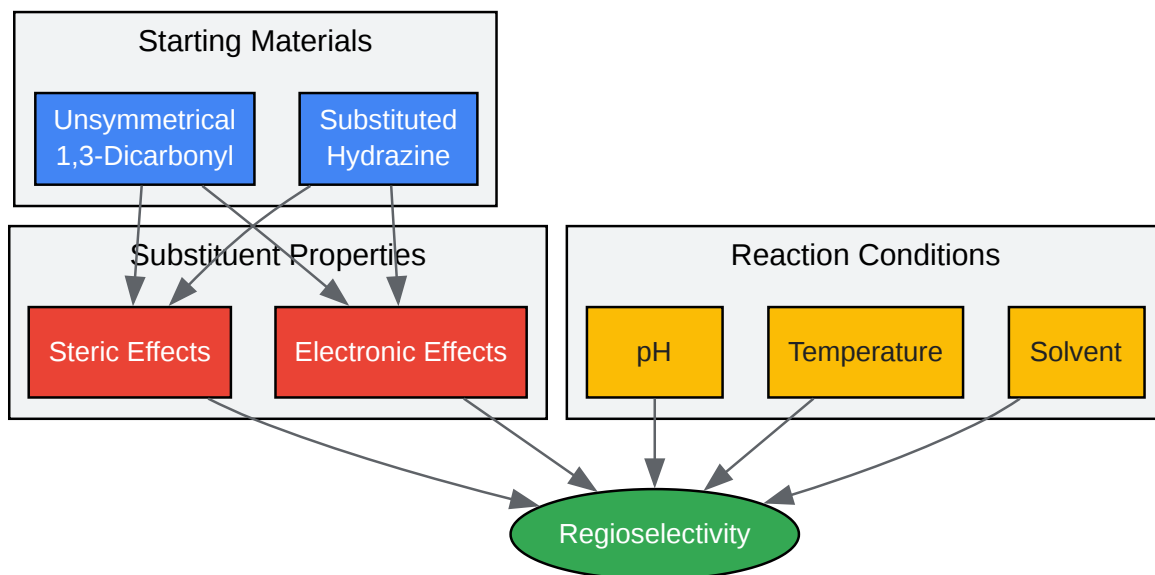 Starting Materials
Unsymmetrical
1,3-Dicarbonyl
Substituted
Hydrazine
Substituent Properties
Steric Effects
Electronic Effects
Reaction Conditions
pH
Temperature
Solvent
Regioselectivity